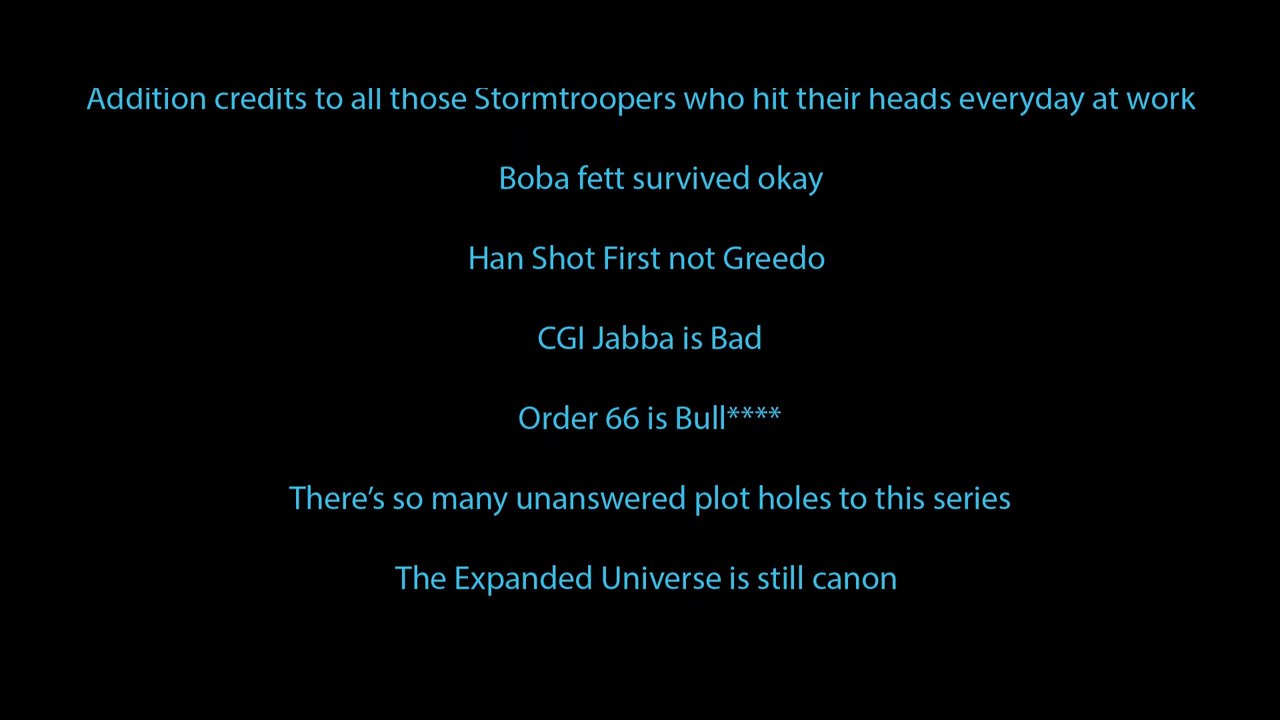 Addition credits to all those Stormtroopers who hit their heads everyday at work
Boba fett survived okay
Han Shot First not Greedo
CGI Jabba is Bad
Order 66 is Bull****
There’s so many unanswered plot holes to this series
The Expanded Universe is still canon